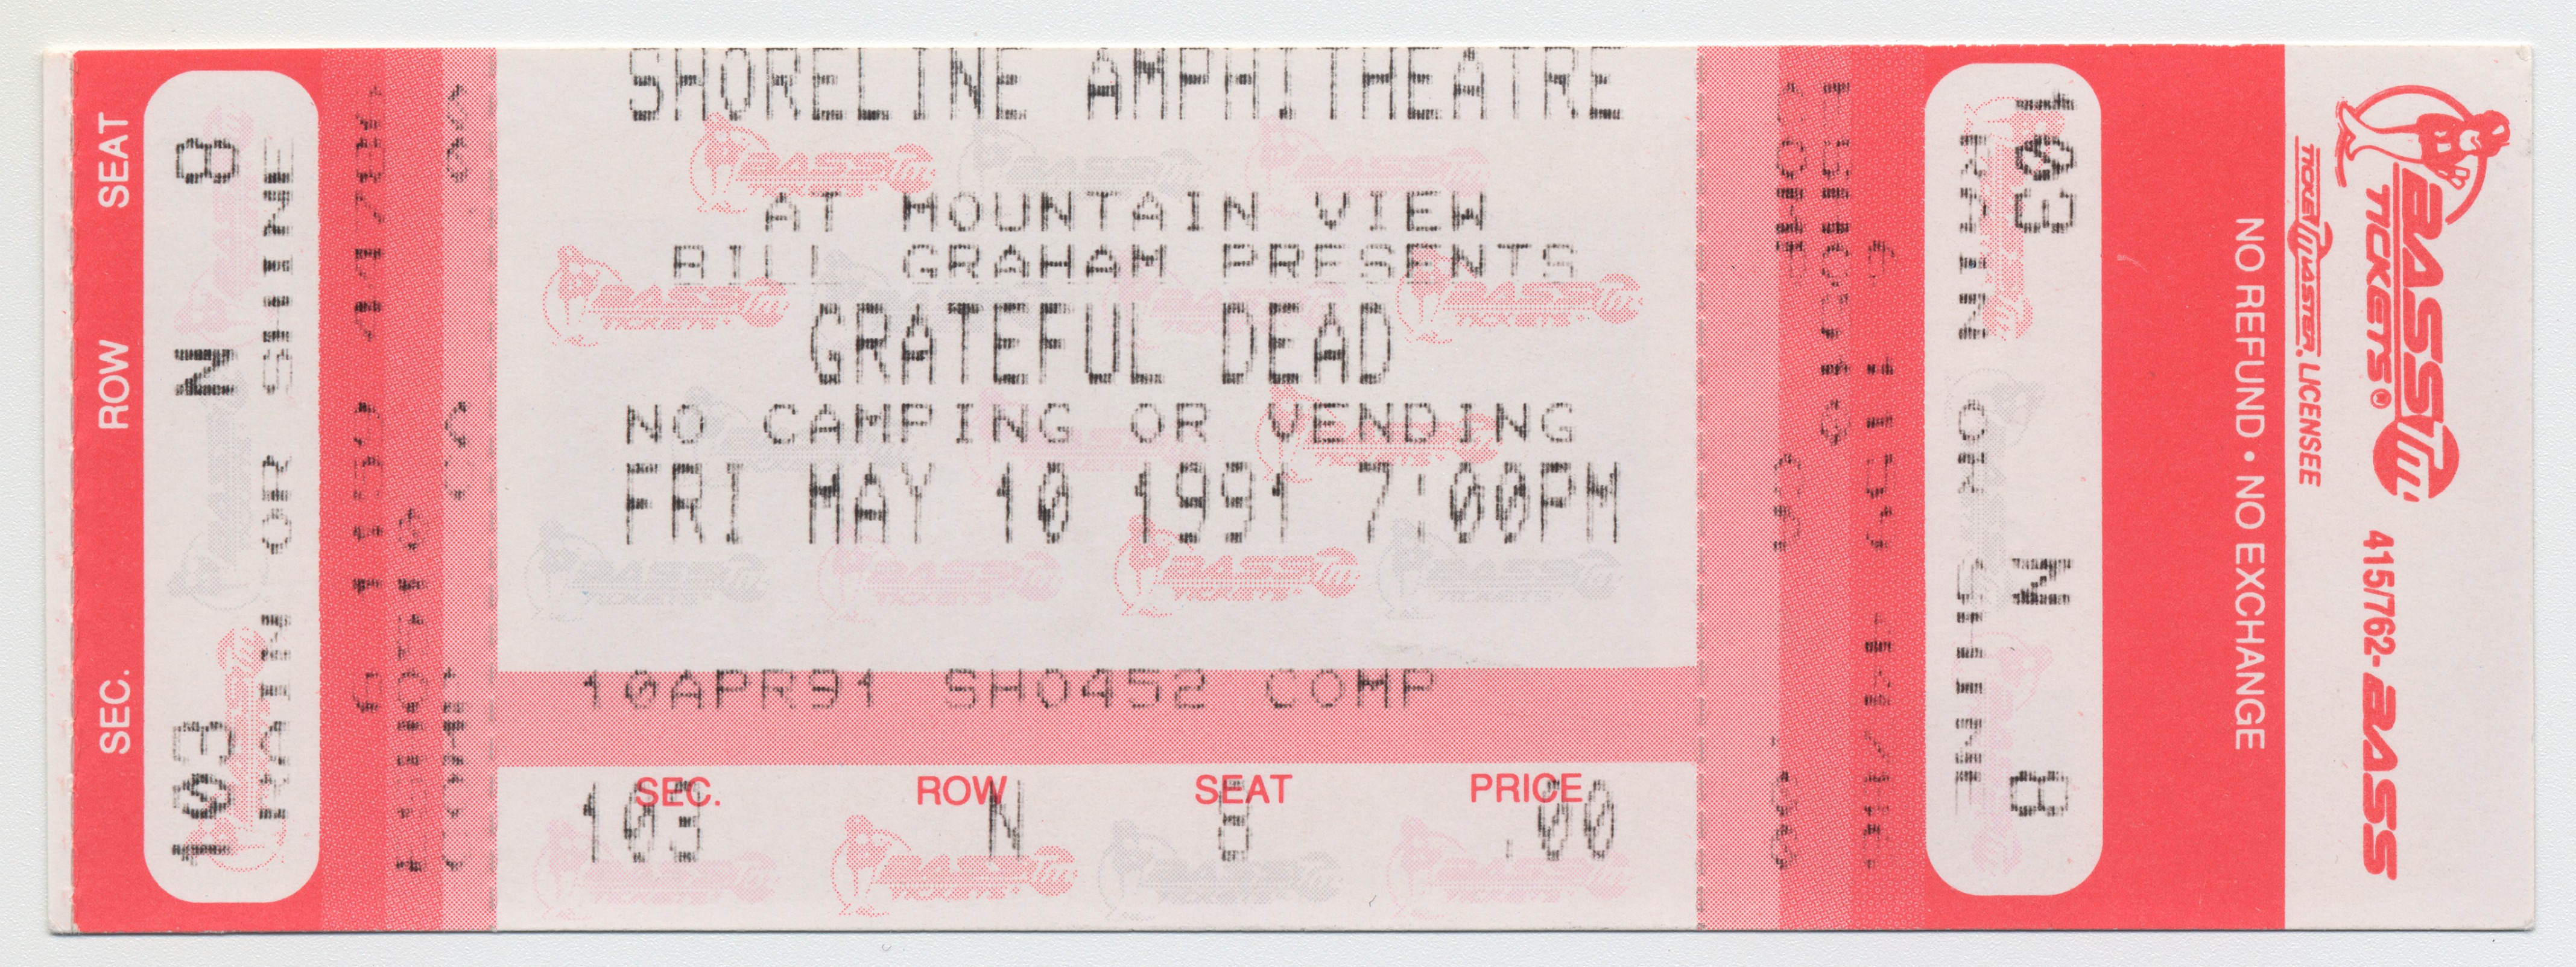 SEC. ROW SEAT
103 N 8
RAIN OR SHINE
SHORELINE AMPHITHEATRE
AT MOUNTAIN VIEW
BILL GRAHAM PRESENTS
GRATEFUL DEAD
NO CAMPING OR VENDING
FRI MAY 10 1991 7:00PM
10APR91 SH0452 COMP
SEC. ROW SEAT PRICE
103 N 8 .00
RAIN OR SHINE
103 N 8
NO REFUND • NO EXCHANGE
TICKETMASTER. LICENSEE
BASSTM
TICKETS®
415/762-BASS